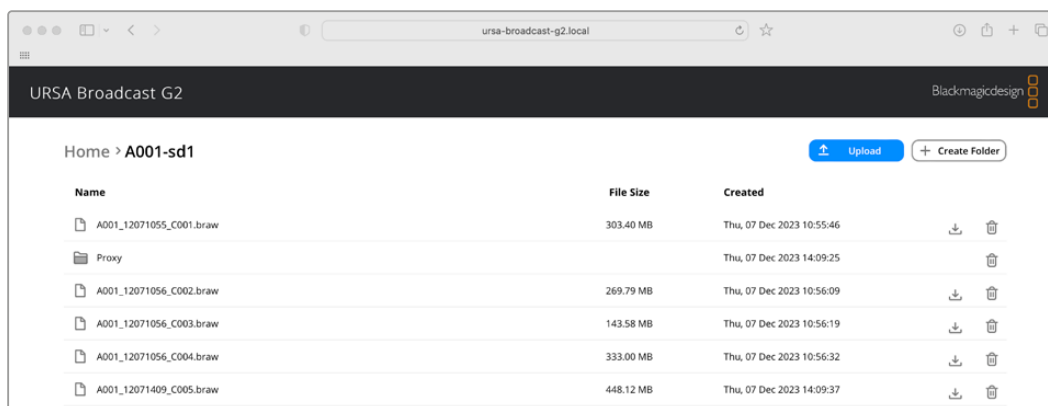 ursa-broadcast-g2.local
URSA Broadcast G2
Blackmagicdesign
Home > A001-sd1
Upload
+ Create Folder
Name File Size Created
A001_12071055_C001.braw 303.40 MB Thu, 07 Dec 2023 10:55:46
Proxy Thu, 07 Dec 2023 14:09:25
A001_12071056_C002.braw 269.79 MB Thu, 07 Dec 2023 10:56:09
A001_12071056_C003.braw 143.58 MB Thu, 07 Dec 2023 10:56:19
A001_12071056_C004.braw 333.00 MB Thu, 07 Dec 2023 10:56:32
A001_12071409_C005.braw 448.12 MB Thu, 07 Dec 2023 14:09:37